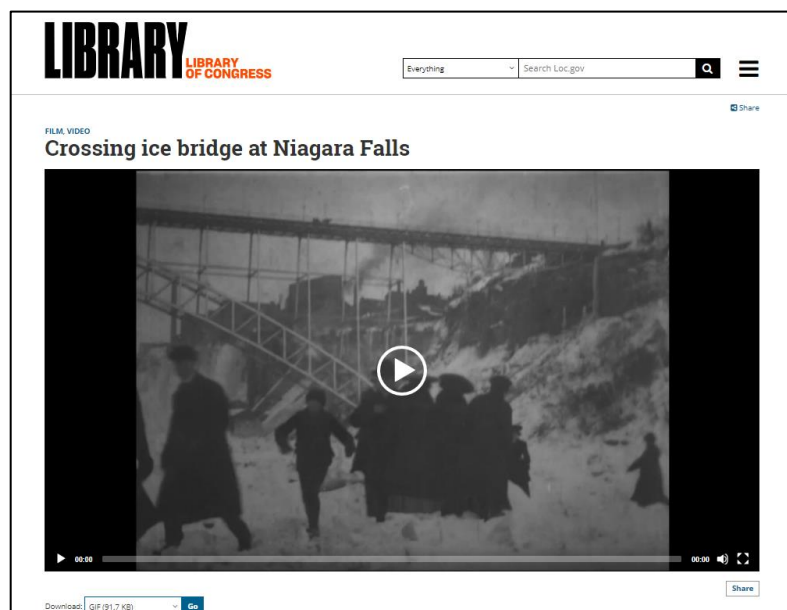 LIBRARY
LIBRARY
OF CONGRESS
Everything
Search Loc.gov
Share
FILM, VIDEO
Crossing ice bridge at Niagara Falls
00:00
00:00
Share
Download: GIF (91.7 KB)
Go